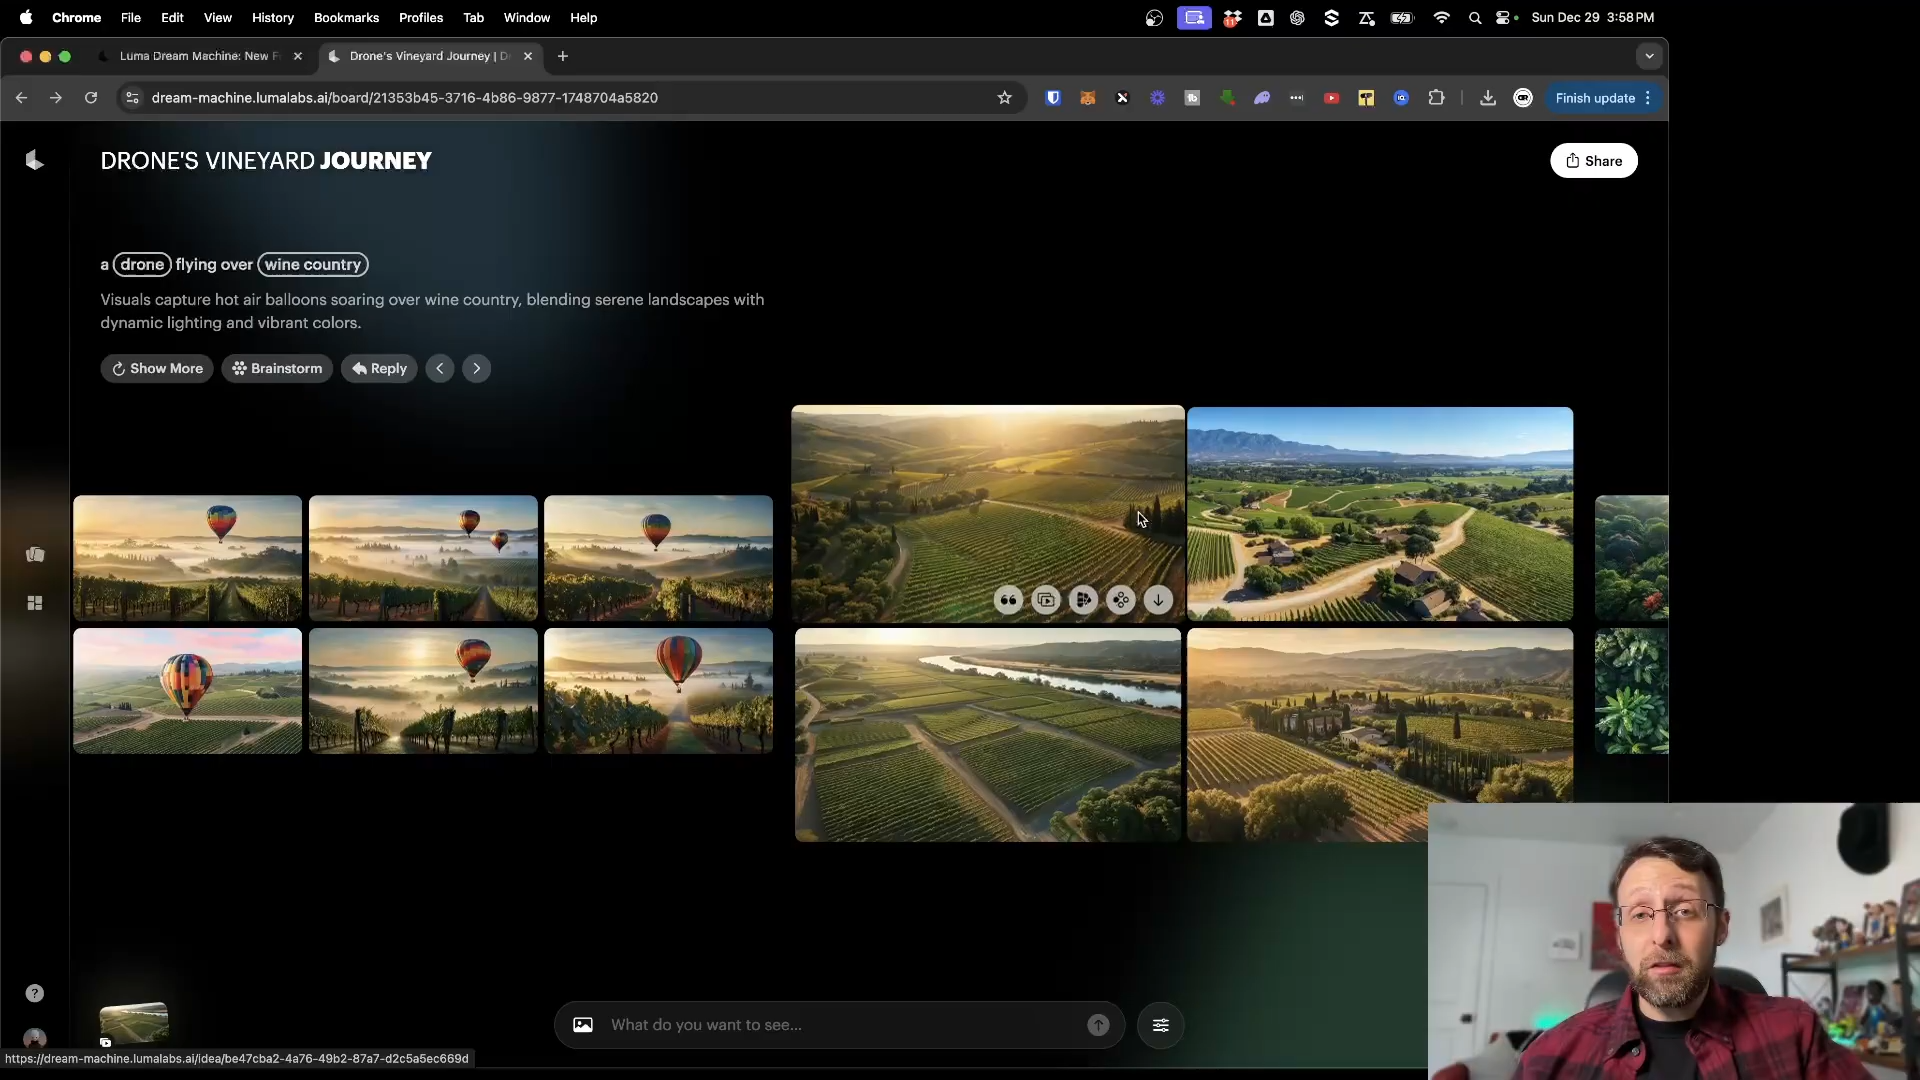 Chrome File Edit View History Bookmarks Profiles Tab Window Help
11
Sun Dec 29 3:58 PM
Luma Dream Machine: New F
Drone's Vineyard Journey | D
dream-machine.lumalabs.ai/board/21353b45-3716-4b86-9877-1748704a5820
Finish update
DRONE'S VINEYARD JOURNEY
Share
a drone flying over wine country
Visuals capture hot air balloons soaring over wine country, blending serene landscapes with
dynamic lighting and vibrant colors.
Show More Brainstorm Reply
What do you want to see...
https://dream-machine.lumalabs.ai/idea/be47cba2-4a76-49b2-87a7-d2c5a5ec669d